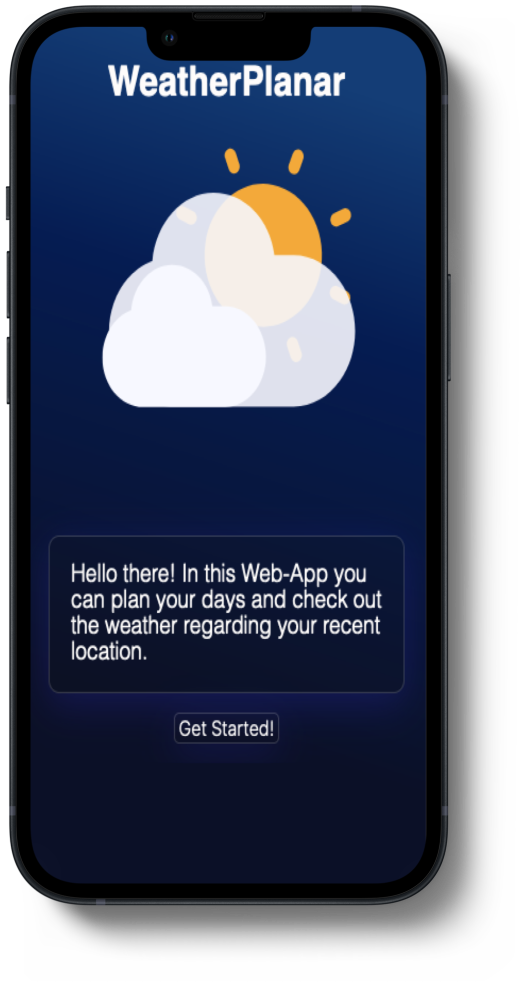 WeatherPlanar
Hello there! In this Web-App you
can plan your days and check out
the weather regarding your recent
location.
Get Started!